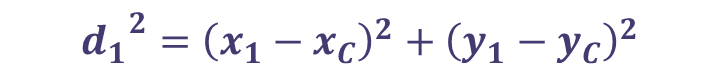 d₁² = (x₁ − x_C)² + (y₁ − y_C)²